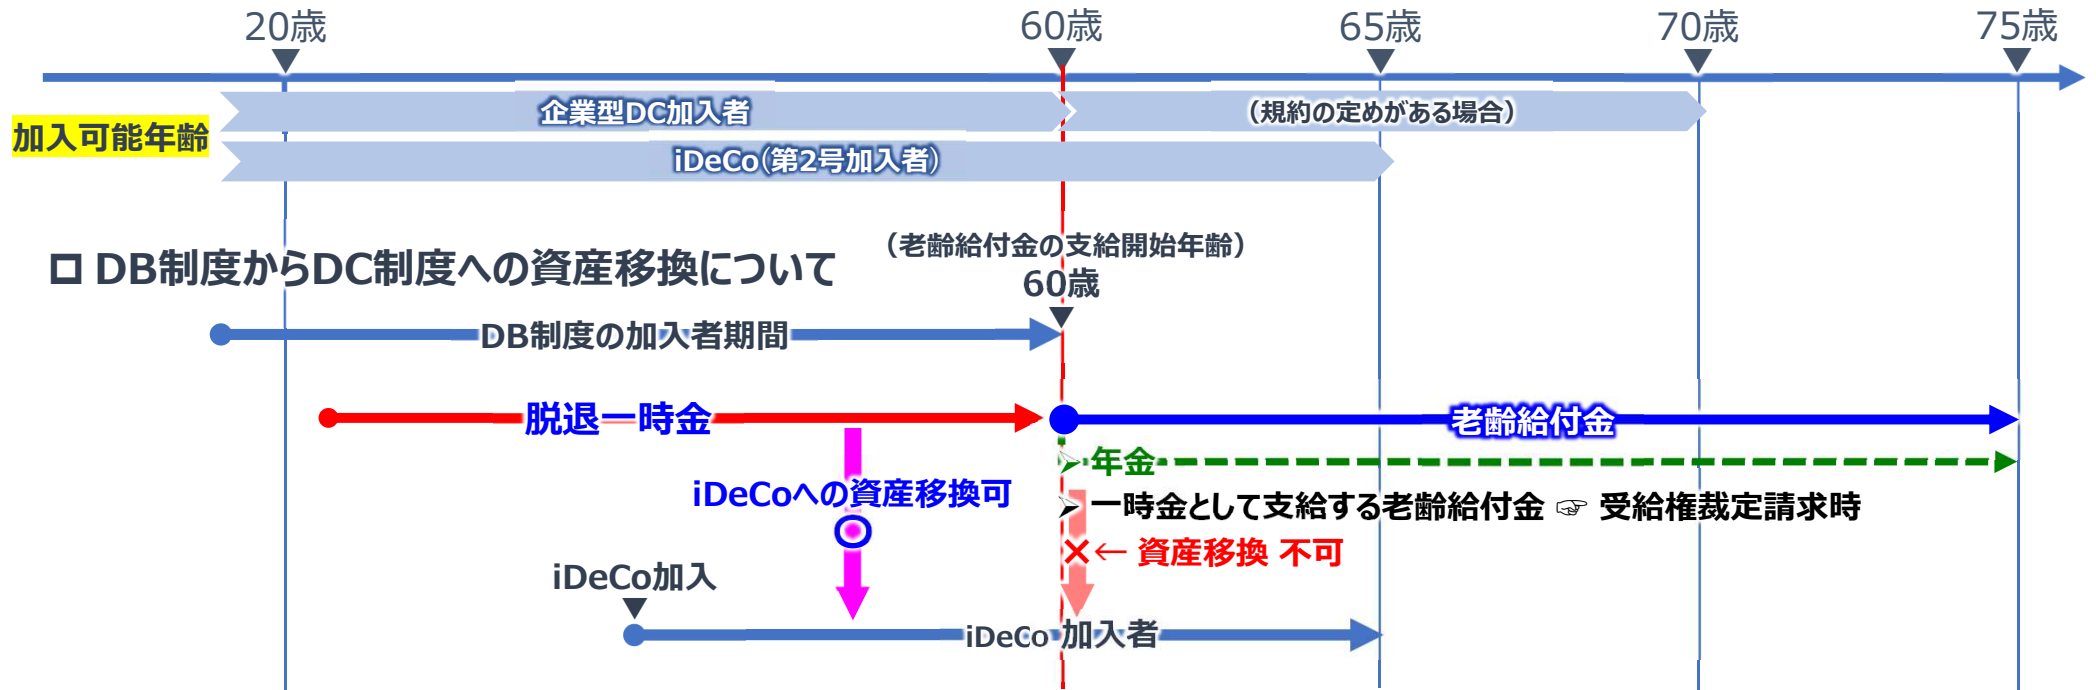 20歳 60歳 65歳 70歳 75歳
加入可能年齢
企業型DC加入者
（規約の定めがある場合）
iDeCo(第2号加入者)
（老齢給付金の支給開始年齢）
60歳
ロ DB制度からDC制度への資産移換について
DB制度の加入者期間
脱退一時金
老齢給付金
➢ 年金
iDeCoへの資産移換可
➢ 一時金として支給する老齢給付金 ☞ 受給権裁定請求時
×← 資産移換 不可
iDeCo加入
iDeCo 加入者